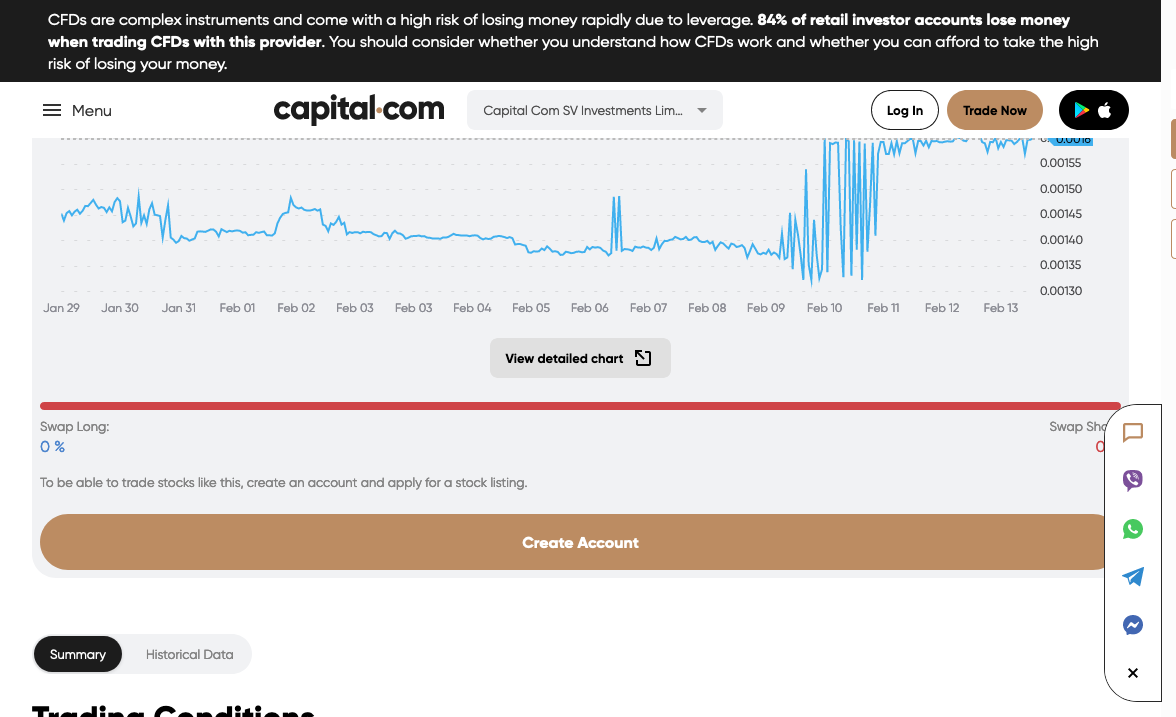 CFDs are complex instruments and come with a high risk of losing money rapidly due to leverage. 84% of retail investor accounts lose money
when trading CFDs with this provider. You should consider whether you understand how CFDs work and whether you can afford to take the high
risk of losing your money.
Menu
capital.com
Capital Com SV Investments Lim...
Log In
Trade Now
0.0016
0.00155
0.00150
0.00145
0.00140
0.00135
0.00130
Jan 29 Jan 30 Jan 31 Feb 01 Feb 02 Feb 03 Feb 03 Feb 04 Feb 05 Feb 06 Feb 07 Feb 08 Feb 09 Feb 10 Feb 11 Feb 12 Feb 13
View detailed chart
Swap Long:
0 %
Swap Sho
0
To be able to trade stocks like this, create an account and apply for a stock listing.
Create Account
Summary
Historical Data
Trading Conditions